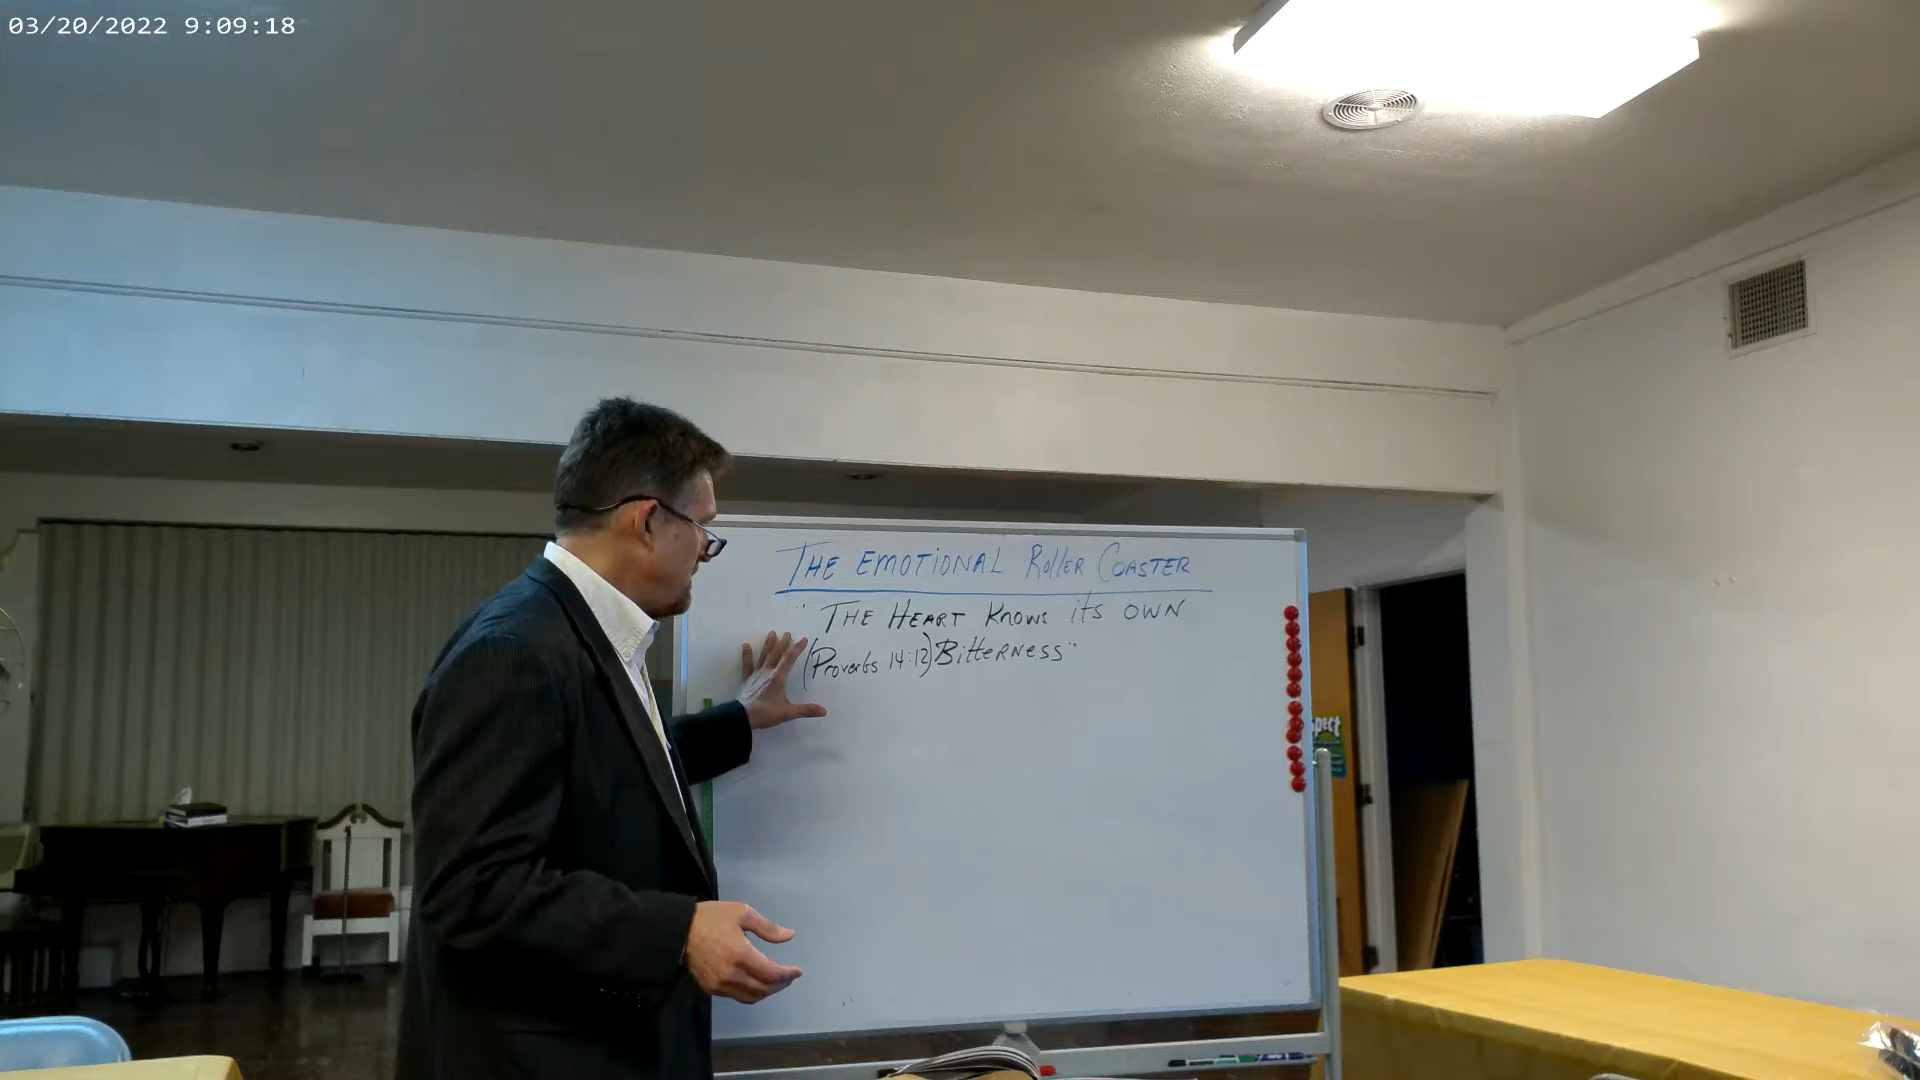 03/20/2022 9:09:18
THE EMOTIONAL Roller COASTER
" THE HEART KNOWS its OWN
(Proverbs 14:12) BitterNess"
spect